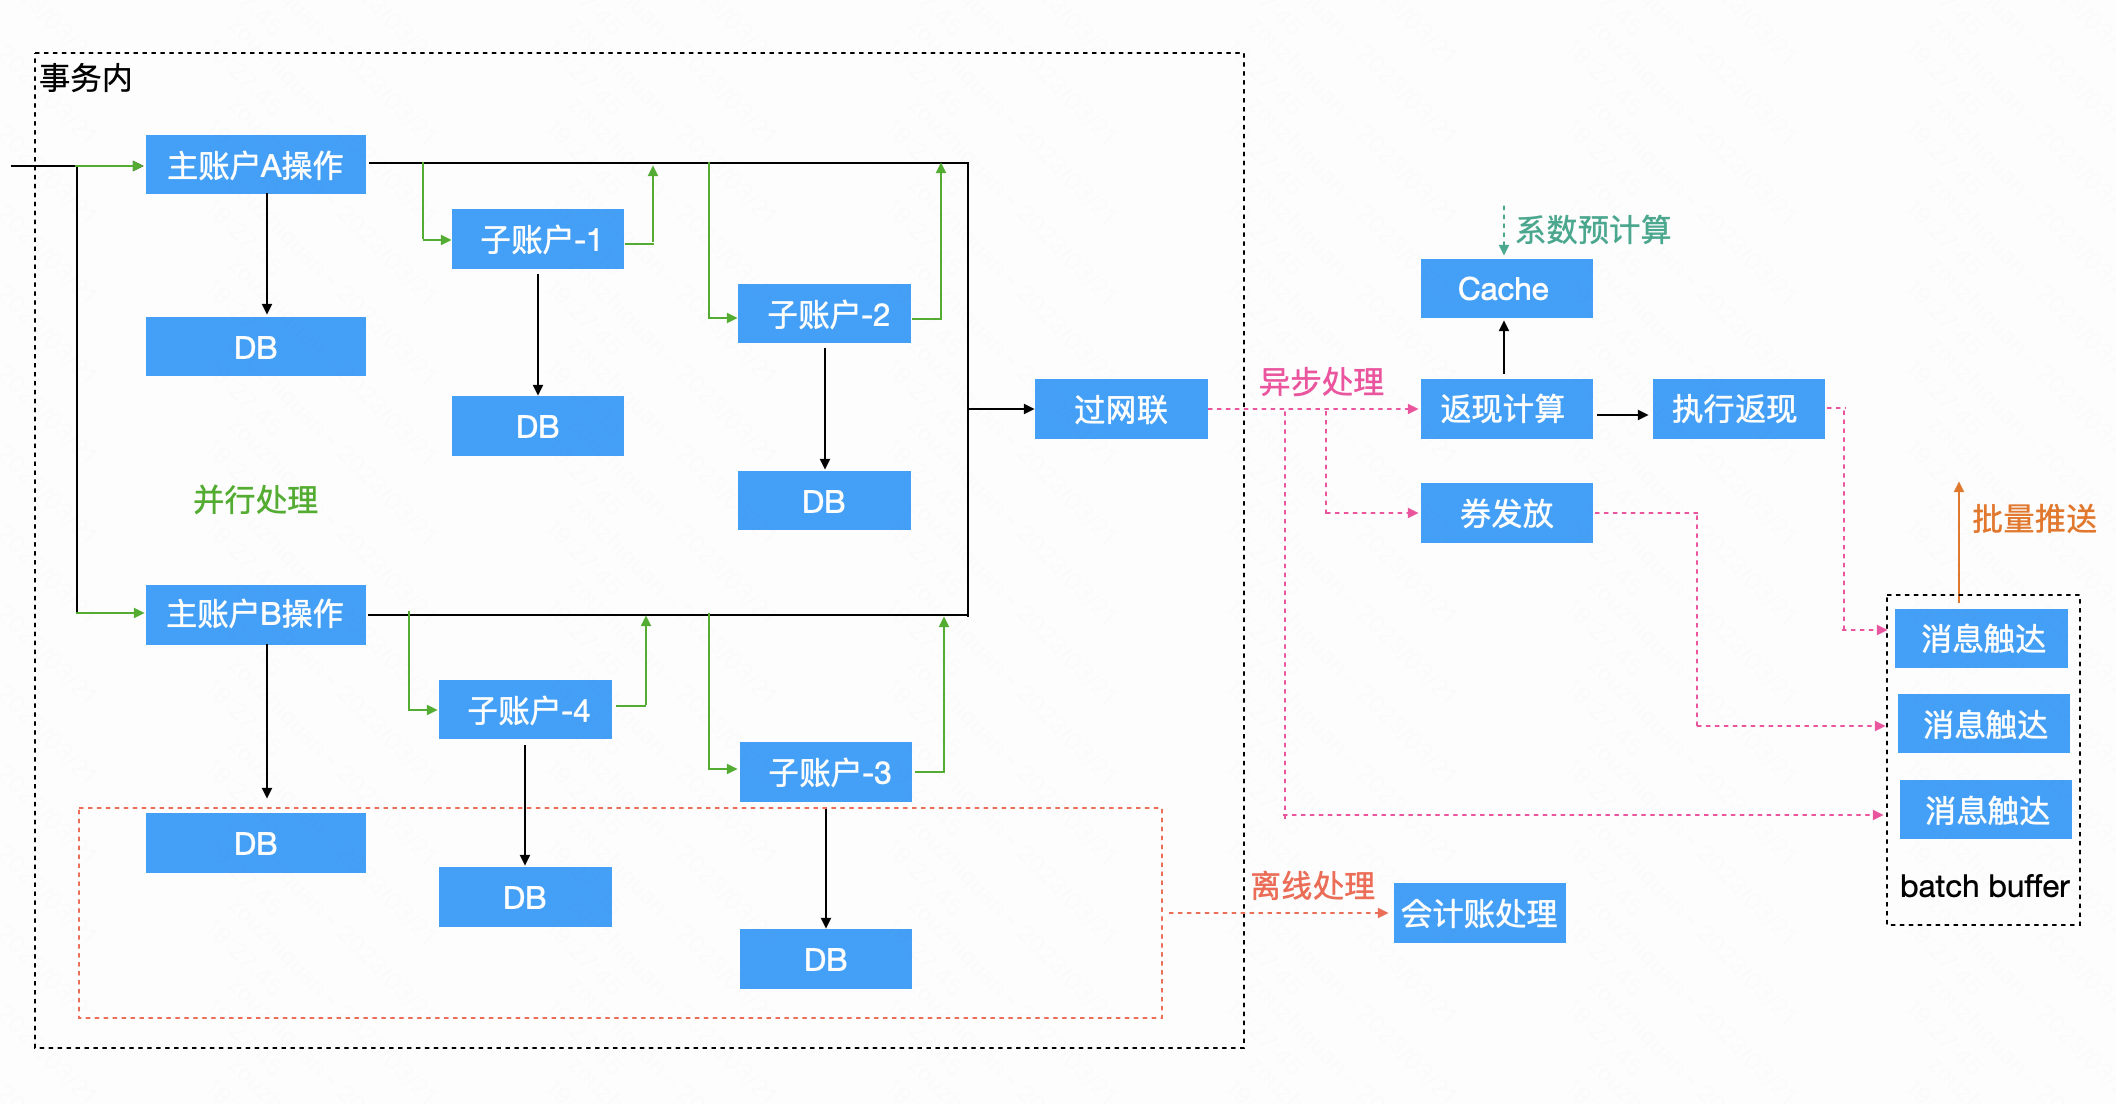 事务内
主账户A操作
子账户-1
系数预计算
Cache
子账户-2
DB
异步处理
过网联
返现计算
执行返现
DB
并行处理
DB
券发放
批量推送
主账户B操作
消息触达
子账户-4
消息触达
子账户-3
消息触达
DB
离线处理
batch buffer
DB
会计账处理
DB